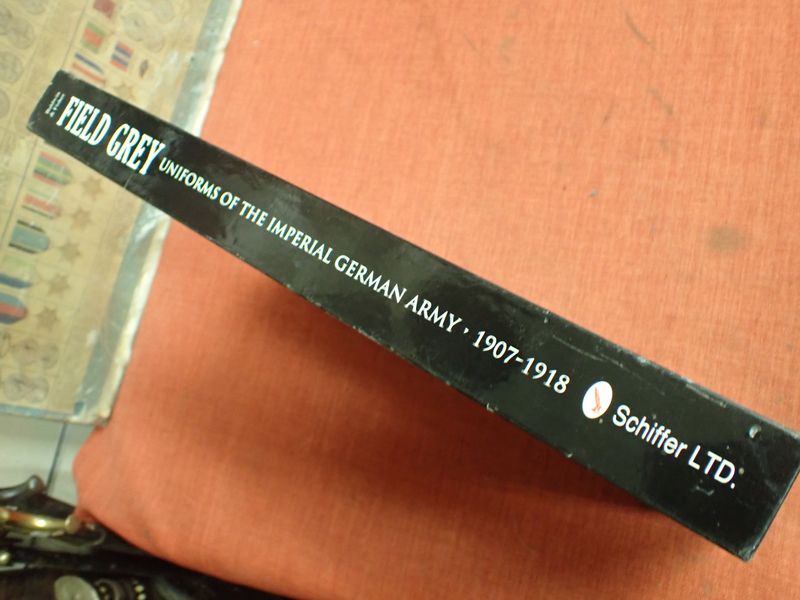 FIELD GREY UNIFORMS OF THE IMPERIAL GERMAN ARMY • 1907-1918 Schiffer LTD.